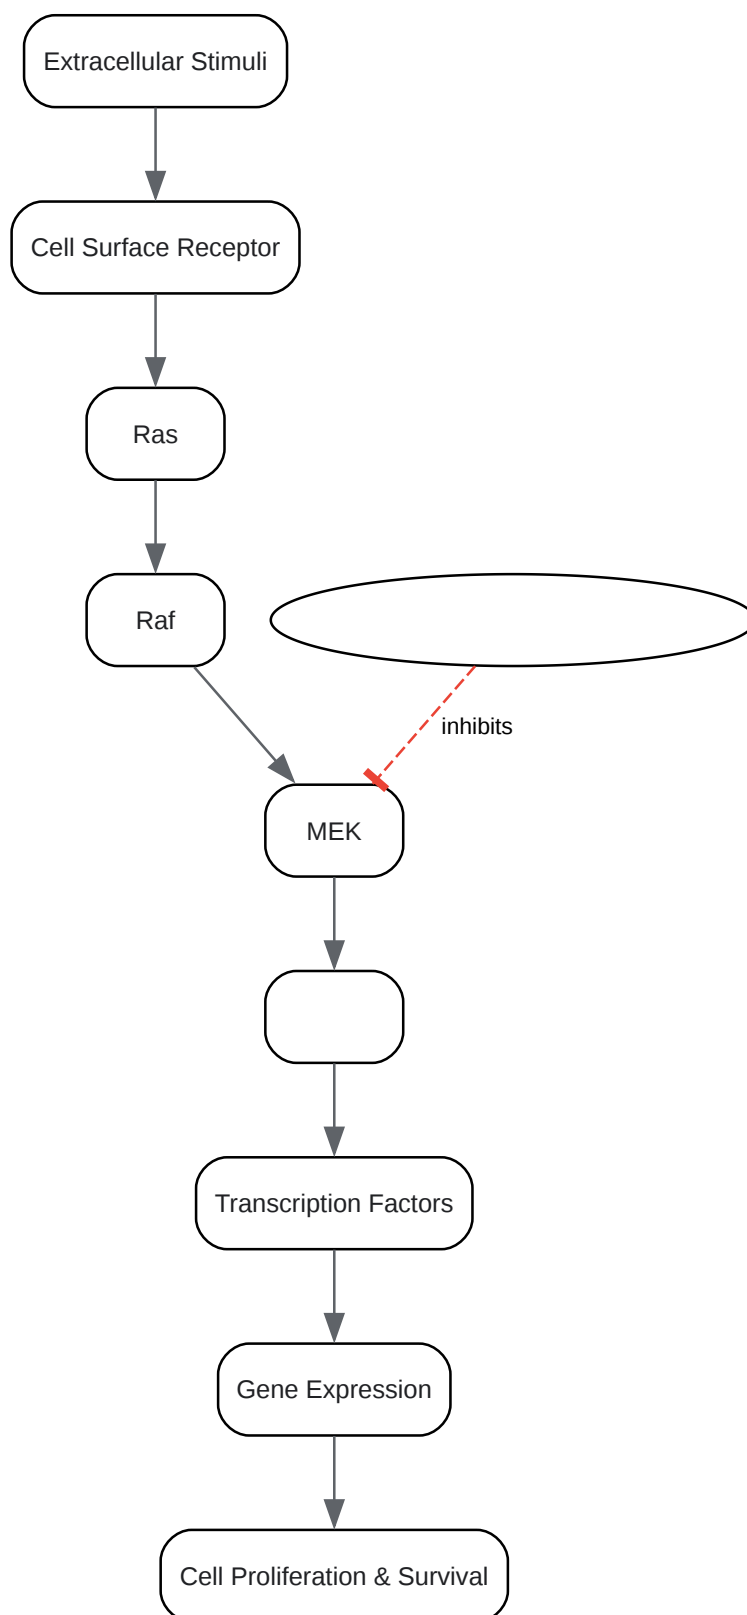 Extracellular Stimuli
Cell Surface Receptor
Ras
Raf
inhibits
MEK
Transcription Factors
Gene Expression
Cell Proliferation & Survival